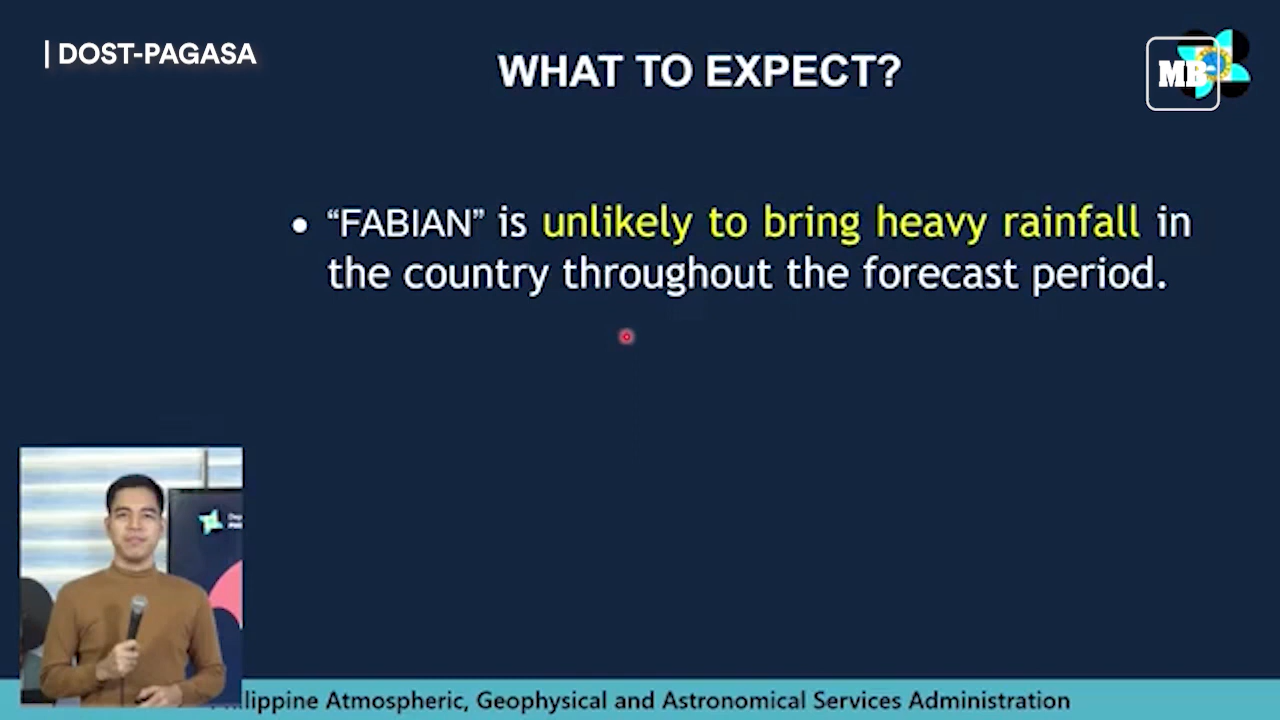 | DOST-PAGASA
WHAT TO EXPECT?
MB
• “FABIAN” is unlikely to bring heavy rainfall in
the country throughout the forecast period.
Philippine Atmospheric, Geophysical and Astronomical Services Administration